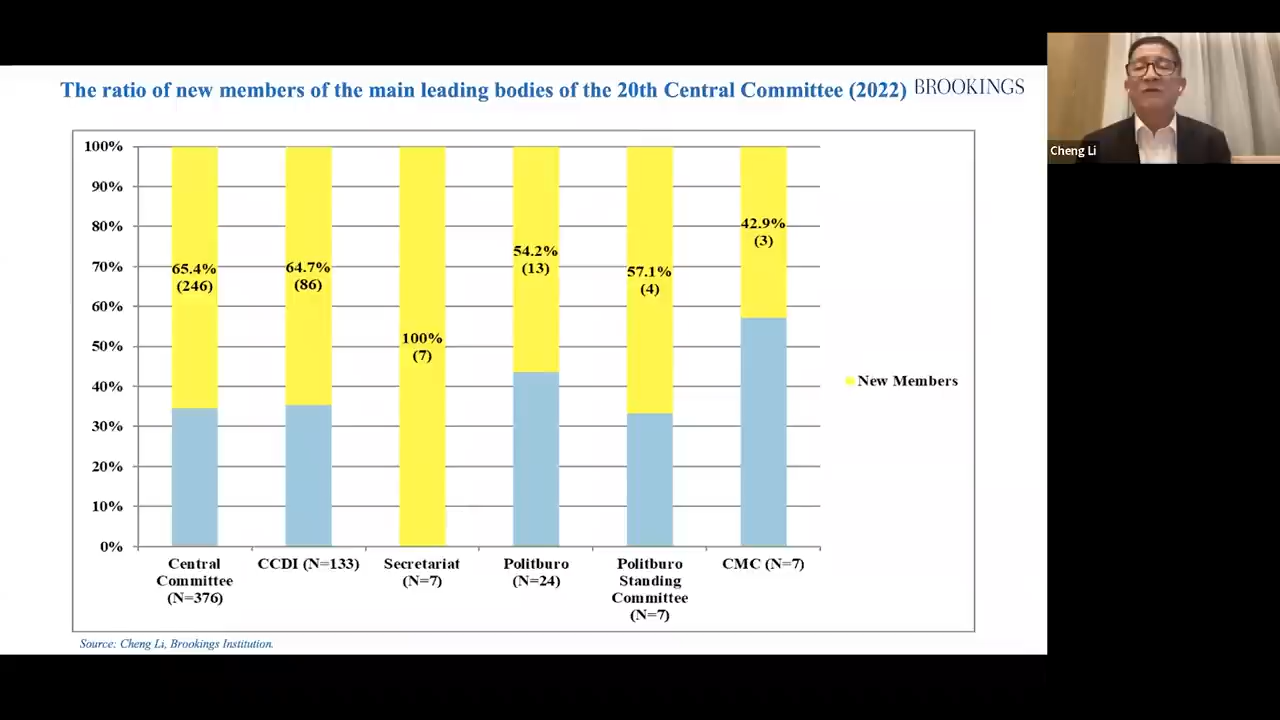 The ratio of new members of the main leading bodies of the 20th Central Committee (2022)
BROOKINGS
Cheng Li
100%
90%
80%
70%
60%
50%
40%
30%
20%
10%
0%
65.4%
(246)
64.7%
(86)
100%
(7)
54.2%
(13)
57.1%
(4)
42.9%
(3)
New Members
Central
Committee
(N=376)
CCDI (N=133)
Secretariat
(N=7)
Politburo
(N=24)
Politburo
Standing
Committee
(N=7)
CMC (N=7)
Source: Cheng Li, Brookings Institution.